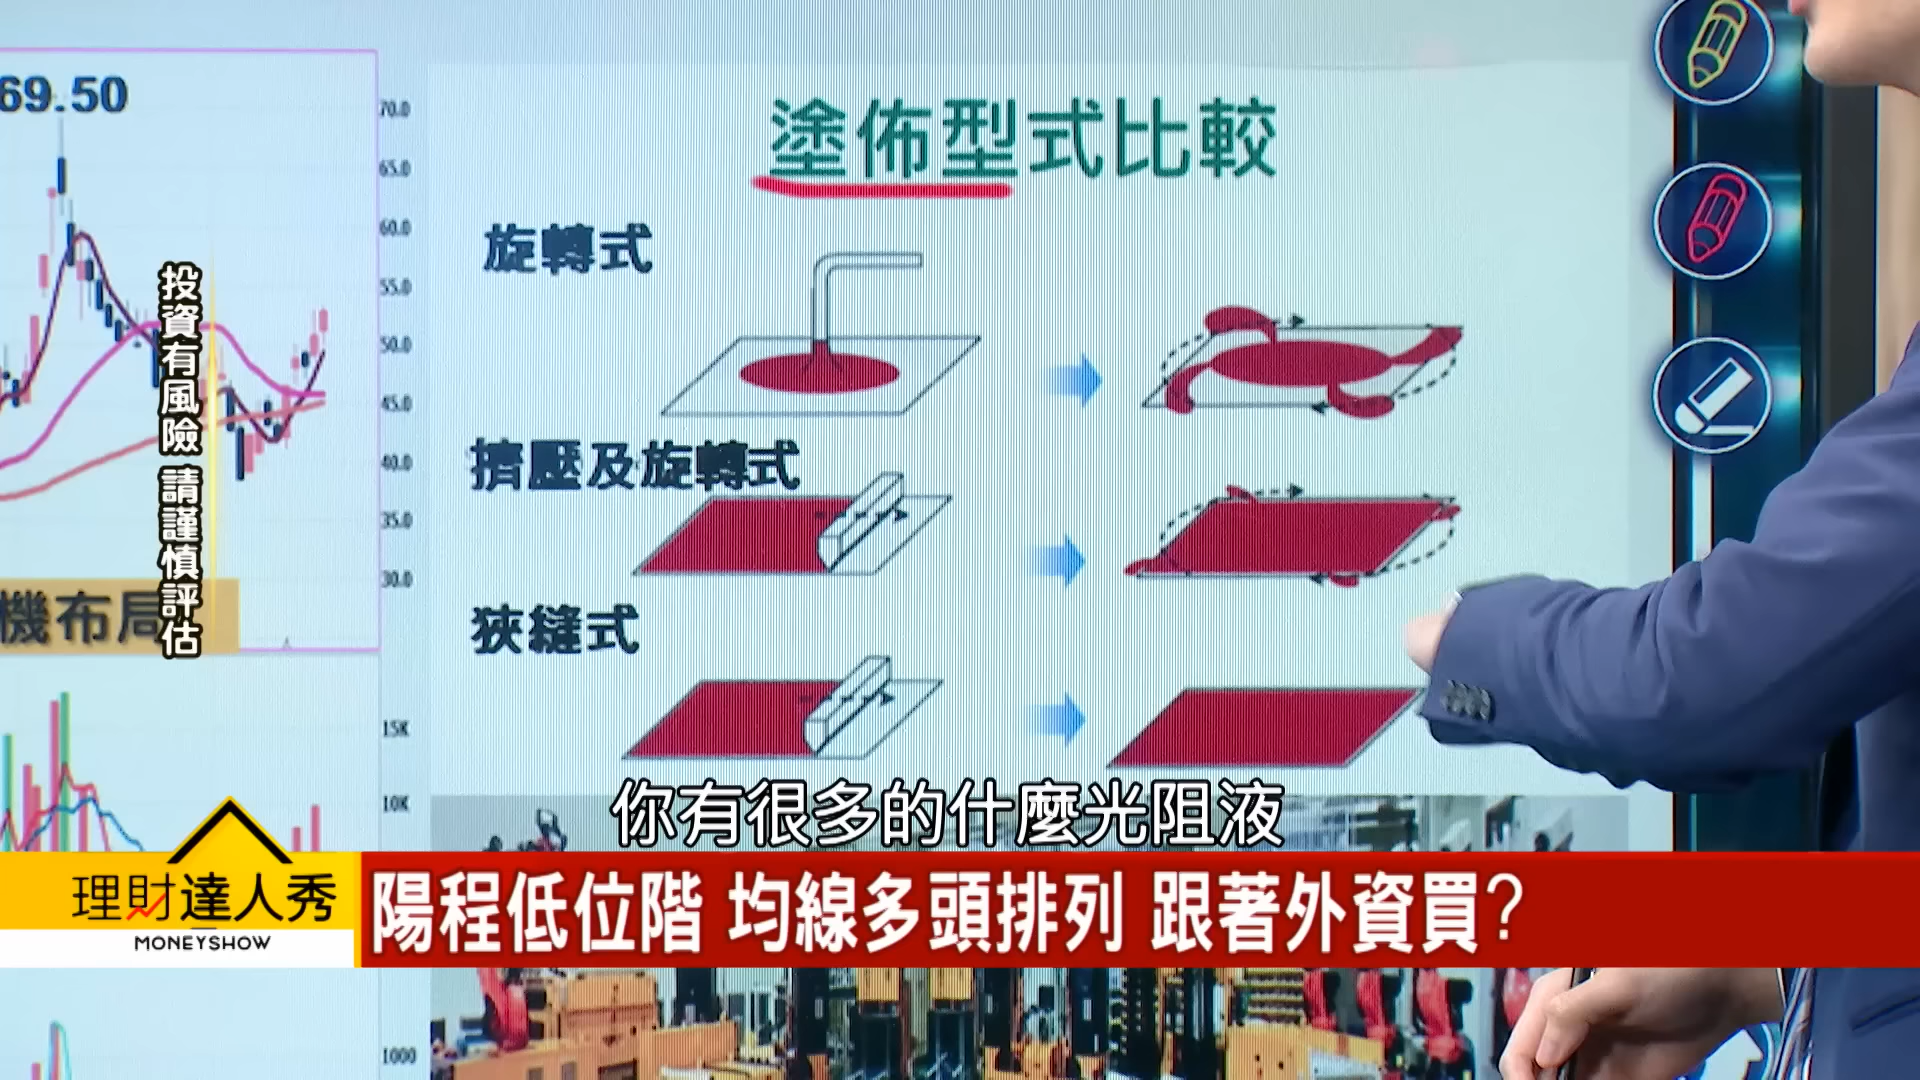 69.50
70.0
65.0
60.0
55.0
50.0
45.0
40.0
35.0
30.0
15K
10K
1000
機布局
投資有風險 請謹慎評估
塗佈型式比較
旋轉式
擠壓及旋轉式
狹縫式
你有很多的什麼光阻液
理財達人秀
MONEYSHOW
陽程低位階 均線多頭排列 跟著外資買?